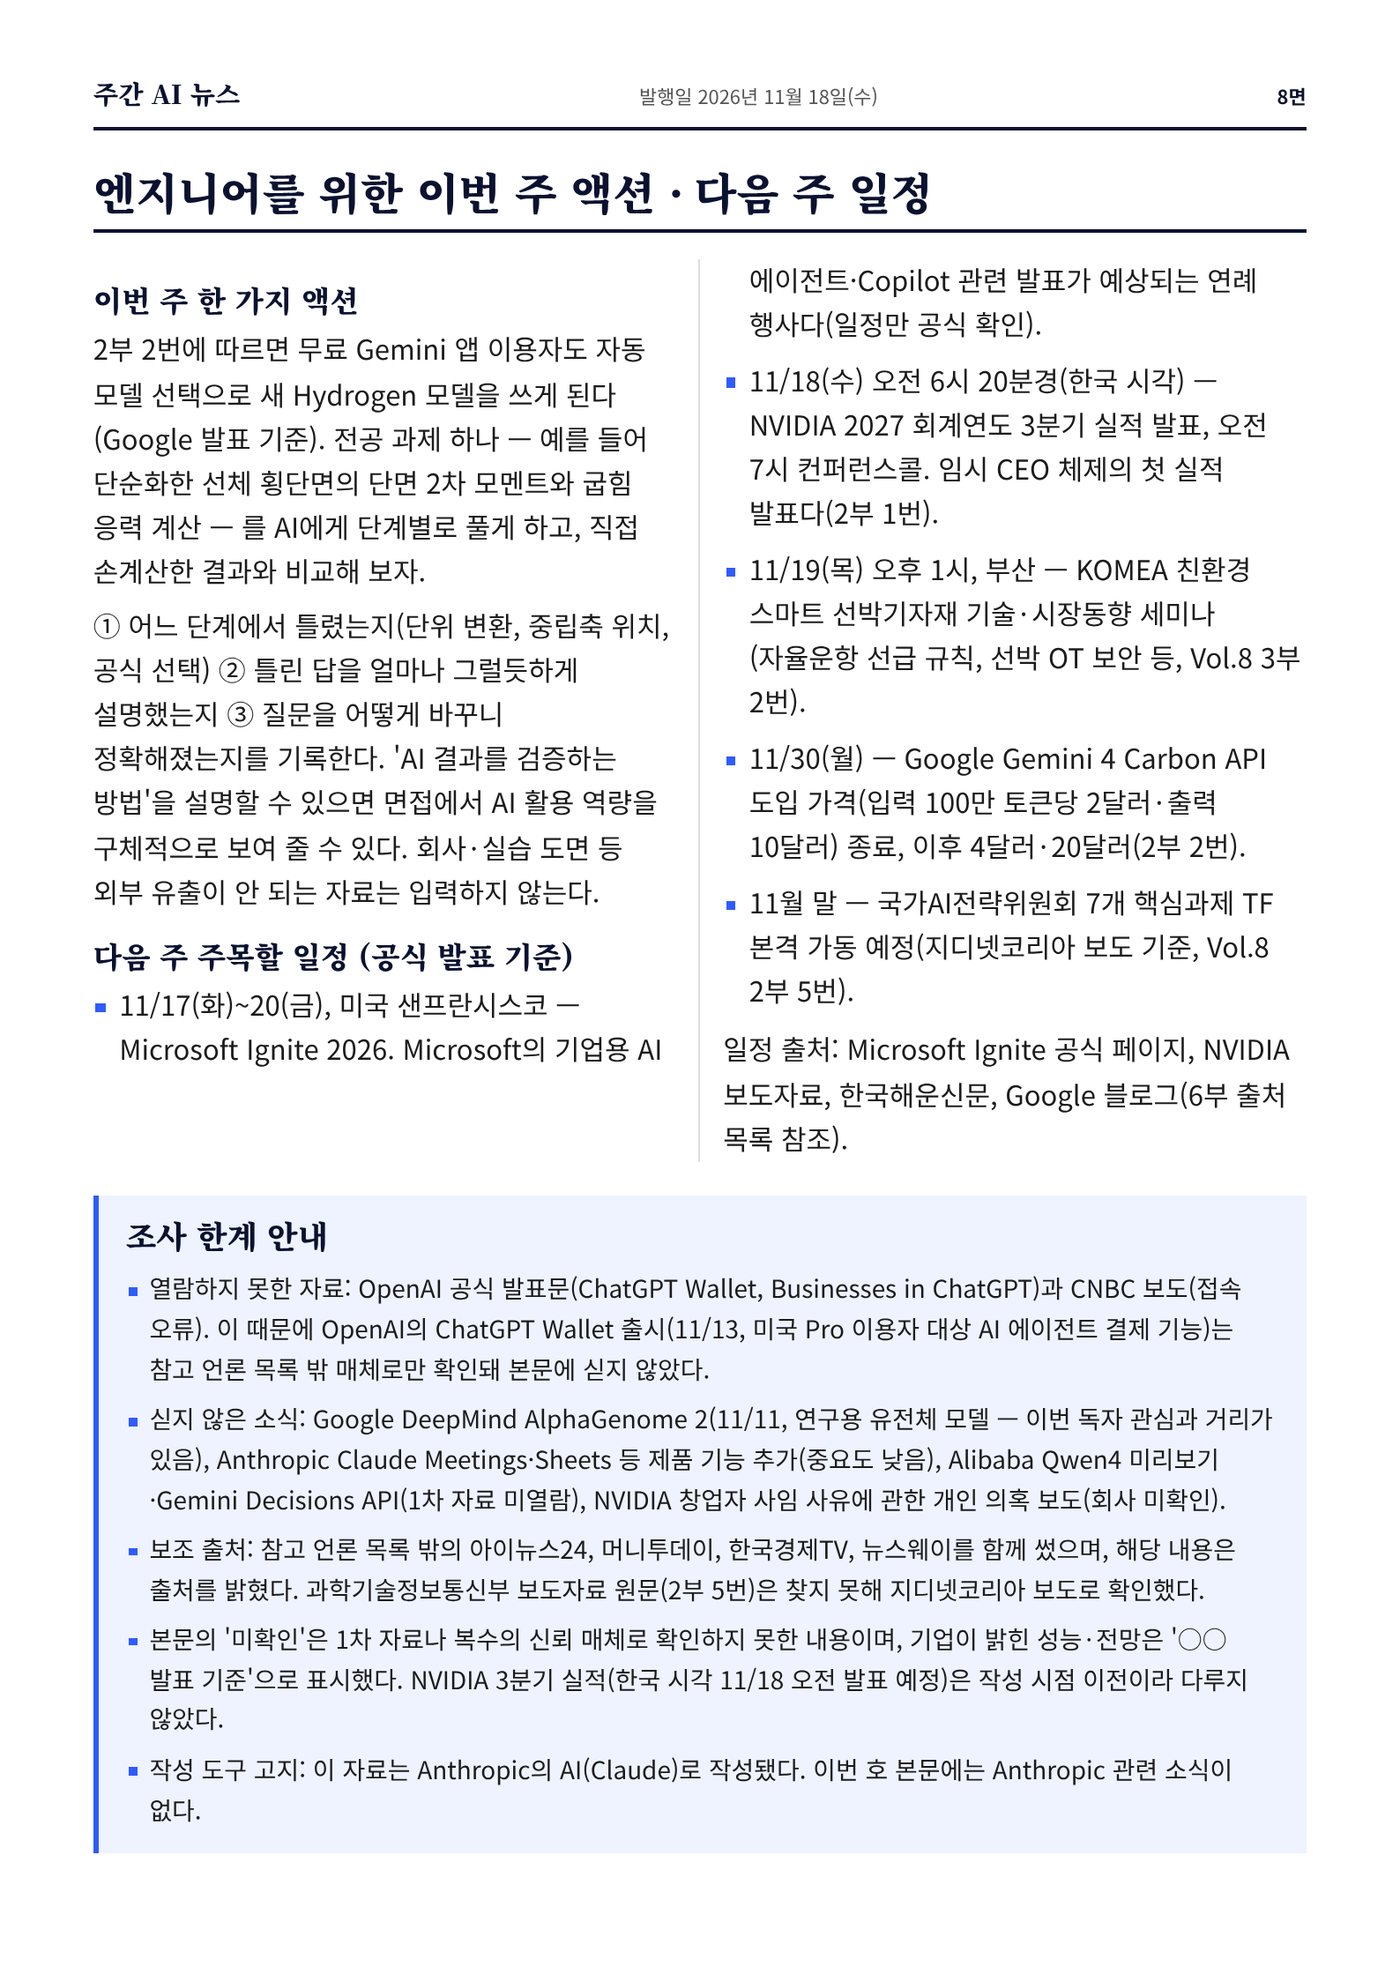 주간 AI 뉴스
발행일 2026년 11월 18일(수)
8면
엔지니어를 위한 이번 주 액션 · 다음 주 일정
이번 주 한 가지 액션
2부 2번에 따르면 무료 Gemini 앱 이용자도 자동
모델 선택으로 새 Hydrogen 모델을 쓰게 된다
(Google 발표 기준). 전공 과제 하나 — 예를 들어
단순화한 선체 횡단면의 단면 2차 모멘트와 굽힘
응력 계산 — 를 AI에게 단계별로 풀게 하고, 직접
손계산한 결과와 비교해 보자.
① 어느 단계에서 틀렸는지(단위 변환, 중립축 위치,
공식 선택) ② 틀린 답을 얼마나 그럴듯하게
설명했는지 ③ 질문을 어떻게 바꾸니
정확해졌는지를 기록한다. 'AI 결과를 검증하는
방법'을 설명할 수 있으면 면접에서 AI 활용 역량을
구체적으로 보여 줄 수 있다. 회사·실습 도면 등
외부 유출이 안 되는 자료는 입력하지 않는다.
다음 주 주목할 일정 (공식 발표 기준)
▪ 11/17(화)~20(금), 미국 샌프란시스코 —
Microsoft Ignite 2026. Microsoft의 기업용 AI
에이전트·Copilot 관련 발표가 예상되는 연례
행사다(일정만 공식 확인).
▪ 11/18(수) 오전 6시 20분경(한국 시각) —
NVIDIA 2027 회계연도 3분기 실적 발표, 오전
7시 컨퍼런스콜. 임시 CEO 체제의 첫 실적
발표다(2부 1번).
▪ 11/19(목) 오후 1시, 부산 — KOMEA 친환경
스마트 선박기자재 기술·시장동향 세미나
(자율운항 선급 규칙, 선박 OT 보안 등, Vol.8 3부
2번).
▪ 11/30(월) — Google Gemini 4 Carbon API
도입 가격(입력 100만 토큰당 2달러·출력
10달러) 종료, 이후 4달러·20달러(2부 2번).
▪ 11월 말 — 국가AI전략위원회 7개 핵심과제 TF
본격 가동 예정(지디넷코리아 보도 기준, Vol.8
2부 5번).
일정 출처: Microsoft Ignite 공식 페이지, NVIDIA
보도자료, 한국해운신문, Google 블로그(6부 출처
목록 참조).
조사 한계 안내
▪ 열람하지 못한 자료: OpenAI 공식 발표문(ChatGPT Wallet, Businesses in ChatGPT)과 CNBC 보도(접속
오류). 이 때문에 OpenAI의 ChatGPT Wallet 출시(11/13, 미국 Pro 이용자 대상 AI 에이전트 결제 기능)는
참고 언론 목록 밖 매체로만 확인돼 본문에 싣지 않았다.
▪ 싣지 않은 소식: Google DeepMind AlphaGenome 2(11/11, 연구용 유전체 모델 — 이번 독자 관심과 거리가
있음), Anthropic Claude Meetings·Sheets 등 제품 기능 추가(중요도 낮음), Alibaba Qwen4 미리보기
·Gemini Decisions API(1차 자료 미열람), NVIDIA 창업자 사임 사유에 관한 개인 의혹 보도(회사 미확인).
▪ 보조 출처: 참고 언론 목록 밖의 아이뉴스24, 머니투데이, 한국경제TV, 뉴스웨이를 함께 썼으며, 해당 내용은
출처를 밝혔다. 과학기술정보통신부 보도자료 원문(2부 5번)은 찾지 못해 지디넷코리아 보도로 확인했다.
▪ 본문의 '미확인'은 1차 자료나 복수의 신뢰 매체로 확인하지 못한 내용이며, 기업이 밝힌 성능·전망은 '○○
발표 기준'으로 표시했다. NVIDIA 3분기 실적(한국 시각 11/18 오전 발표 예정)은 작성 시점 이전이라 다루지
않았다.
▪ 작성 도구 고지: 이 자료는 Anthropic의 AI(Claude)로 작성됐다. 이번 호 본문에는 Anthropic 관련 소식이
없다.